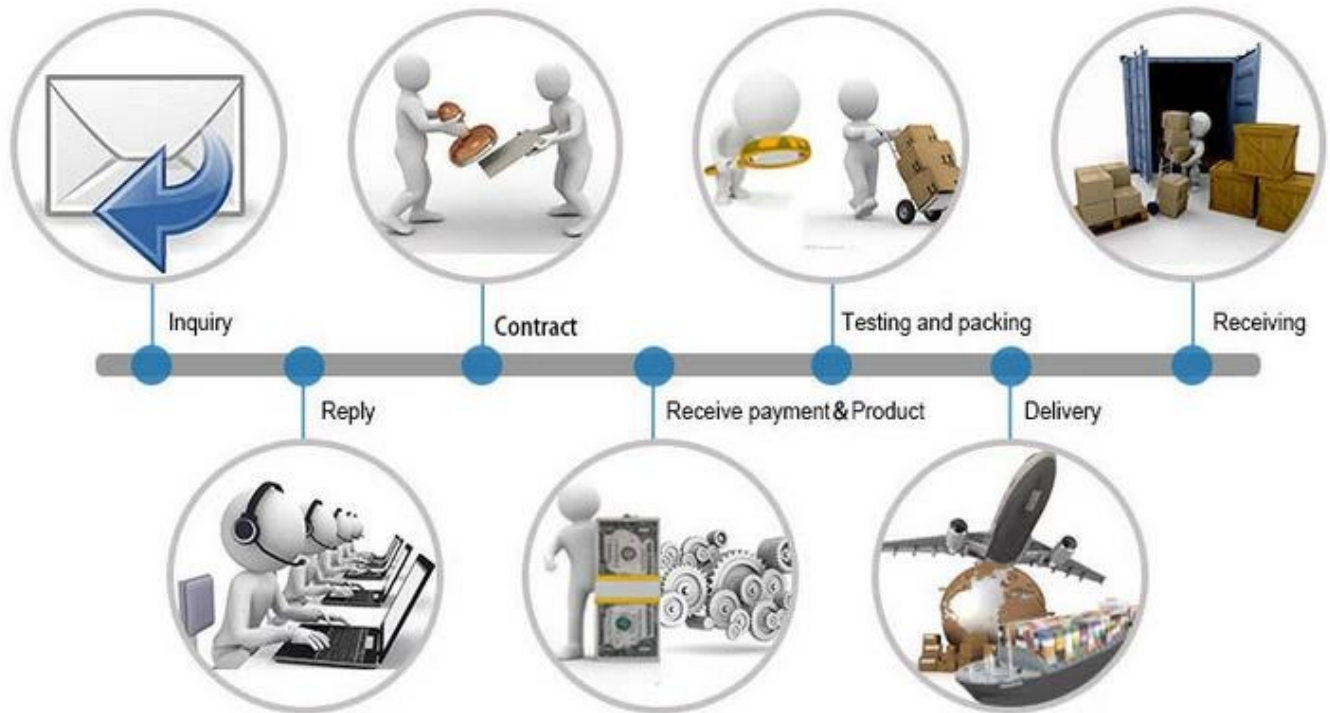 Inquiry
Contract
Testing and packing
Receiving
Reply
Receive payment&Product
Delivery